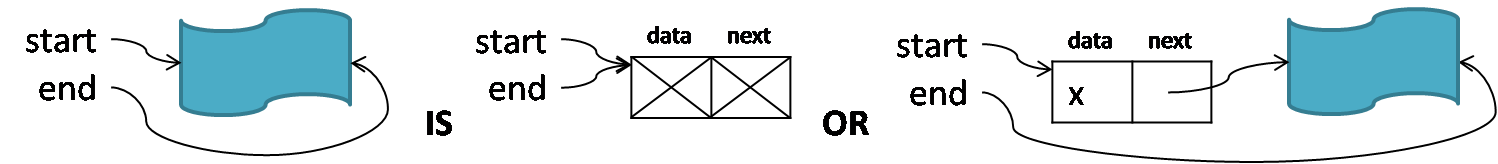 start
end
IS
start
end
data next
OR
start
end
data next
x